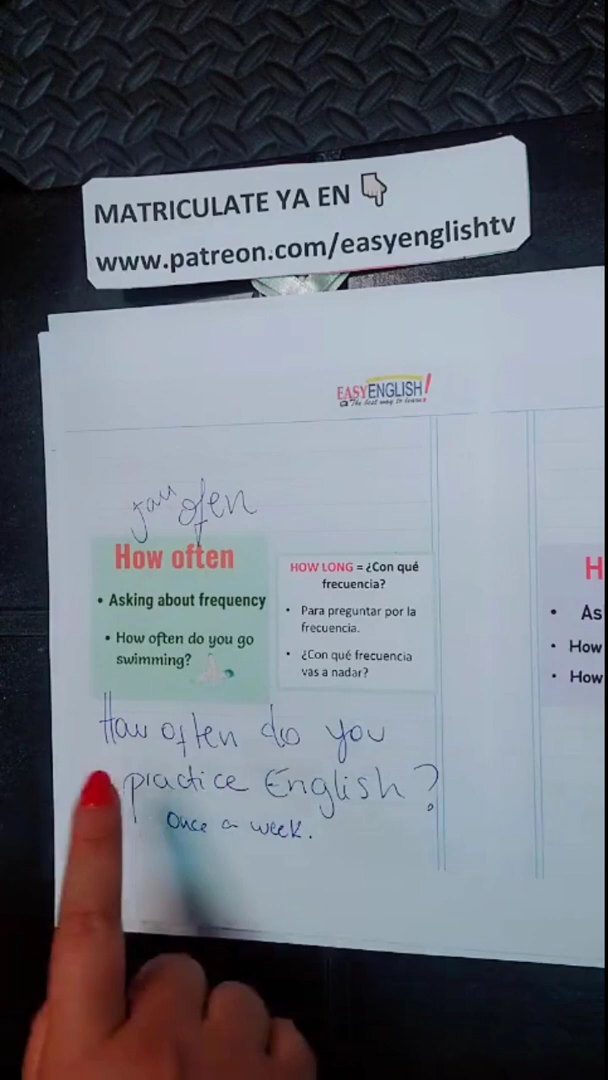 MATRICULATE YA EN
www.patreon.com/easyenglishtv
EASYENGLISH!
The best way to learn
jau ofen
How often
• Asking about frequency
• How often do you go
swimming?
HOW LONG = ¿Con qué
frecuencia?
• Para preguntar por la
frecuencia.
• ¿Con qué frecuencia
vas a nadar?
H
• As
• How
• How
How often do you
practice English?
Once a week.